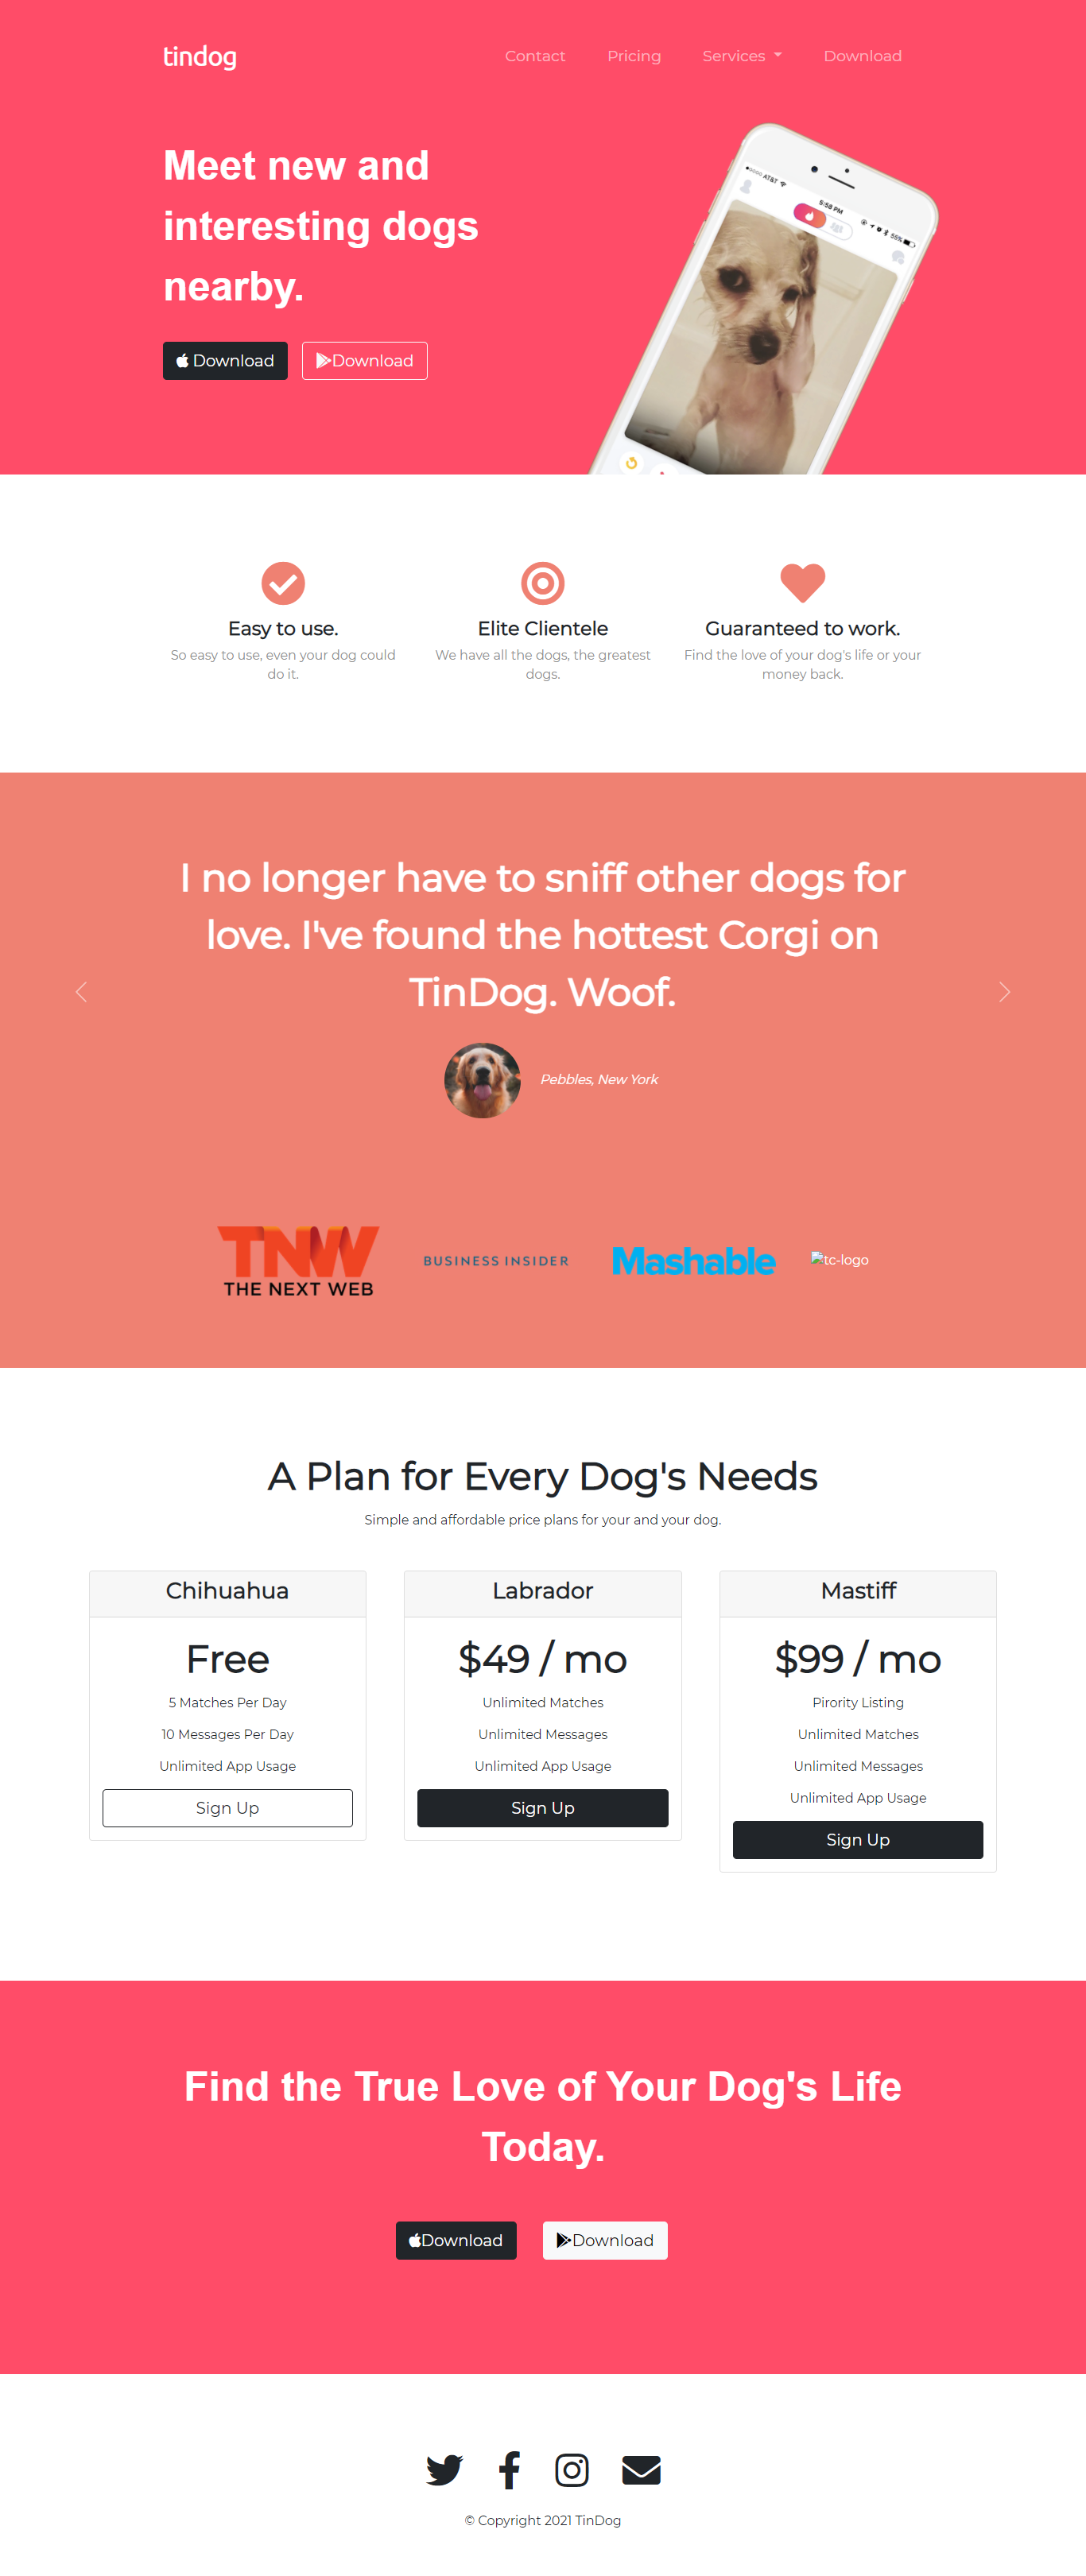 tindog
Contact Pricing Services Download
Meet new and
interesting dogs
nearby.
Download Download
AT&T 5:58 PM 55%
Easy to use.
So easy to use, even your dog could
do it.
Elite Clientele
We have all the dogs, the greatest
dogs.
Guaranteed to work.
Find the love of your dog's life or your
money back.
I no longer have to sniff other dogs for
love. I've found the hottest Corgi on
TinDog. Woof.
Pebbles, New York
TNW
THE NEXT WEB
BUSINESS INSIDER
Mashable
tc-logo
A Plan for Every Dog's Needs
Simple and affordable price plans for your and your dog.
Chihuahua
Free
5 Matches Per Day
10 Messages Per Day
Unlimited App Usage
Sign Up
Labrador
$49 / mo
Unlimited Matches
Unlimited Messages
Unlimited App Usage
Sign Up
Mastiff
$99 / mo
Pirority Listing
Unlimited Matches
Unlimited Messages
Unlimited App Usage
Sign Up
Find the True Love of Your Dog's Life
Today.
Download Download
© Copyright 2021 TinDog